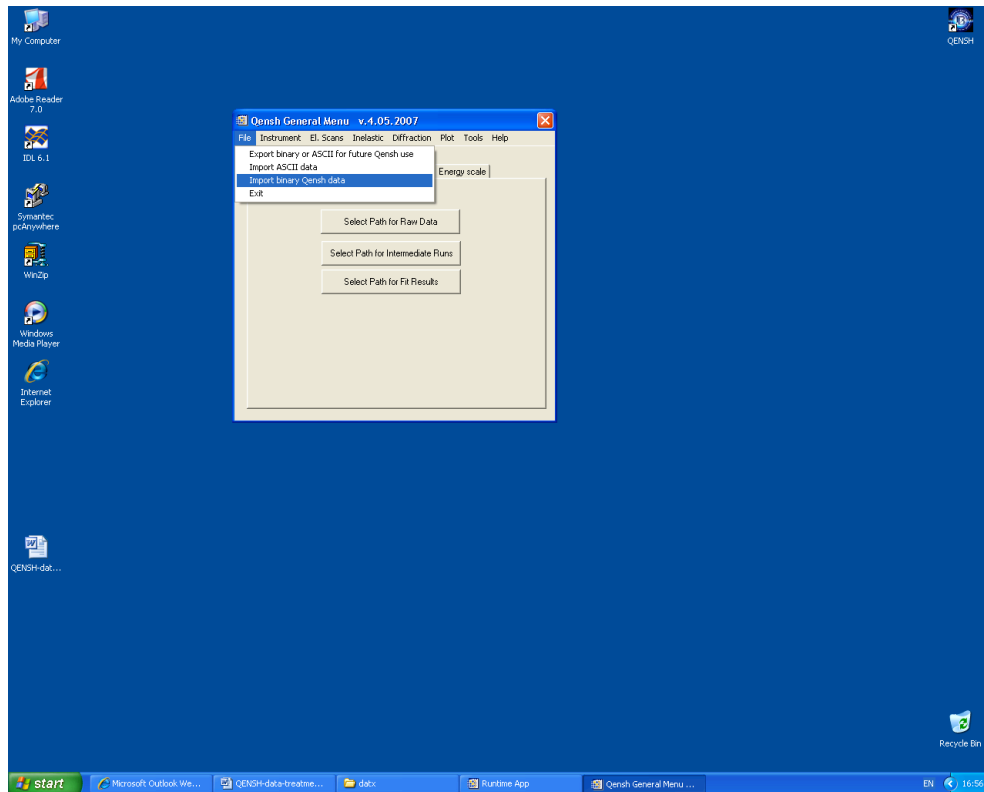 My Computer
QENSH
Adobe Reader
7.0
IDL 6.1
Symantec
pcAnywhere
WinZip
Windows
Media Player
Internet
Explorer
QENSH-dat...
Qensh General Menu v.4.05.2007
File Instrument El. Scans Inelastic Diffraction Plot Tools Help
Export binary or ASCII for future Qensh use
Import ASCII data
Import binary Qensh data
Exit
Energy scale
Select Path for Raw Data
Select Path for Intermediate Runs
Select Path for Fit Results
Recycle Bin
start
Microsoft Outlook We...
QENSH-data-treatme...
datx
Runtime App
Qensh General Menu ...
EN
16:56